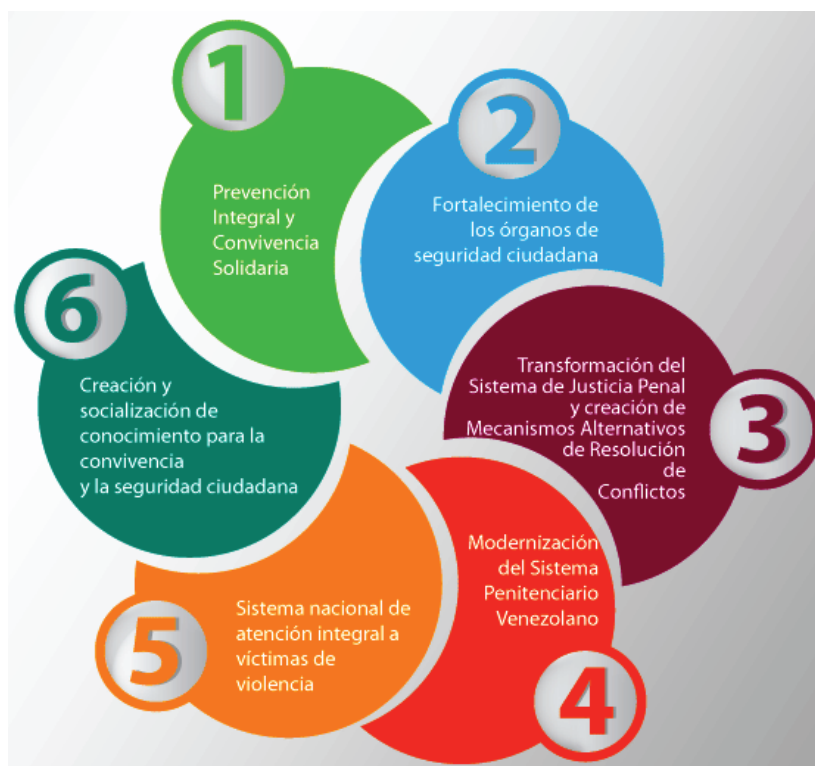 1
Prevención
Integral y
Convivencia
Solidaria
2
Fortalecimiento de
los órganos de
seguridad ciudadana
3
Transformación del
Sistema de Justicia Penal
y creación de
Mecanismos Alternativos
de Resolución
de
Conflictos
4
Modernización
del Sistema
Penitenciario
Venezolano
5
Sistema nacional de
atención integral a
víctimas de
violencia
6
Creación y
socialización de
conocimiento para la
convivencia
y la seguridad ciudadana